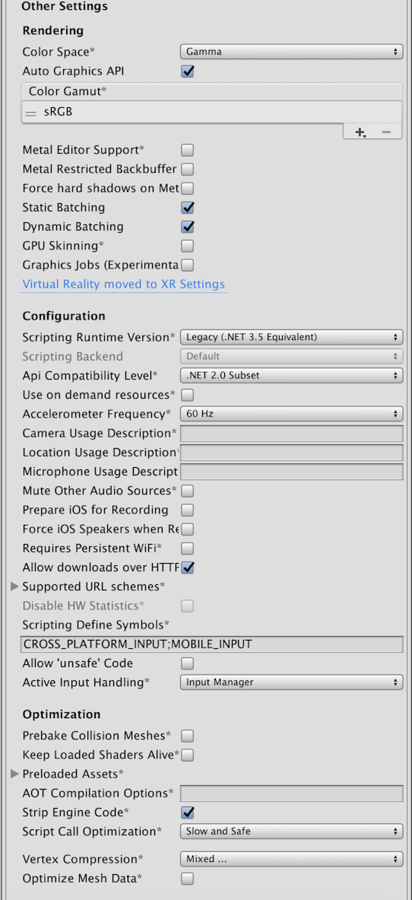 Other Settings
Rendering
Color Space* Gamma
Auto Graphics API
Color Gamut*
sRGB
Metal Editor Support*
Metal Restricted Backbuffer
Force hard shadows on Met
Static Batching
Dynamic Batching
GPU Skinning*
Graphics Jobs (Experimenta
Virtual Reality moved to XR Settings
Configuration
Scripting Runtime Version* Legacy (.NET 3.5 Equivalent)
Scripting Backend Default
Api Compatibility Level* .NET 2.0 Subset
Use on demand resources*
Accelerometer Frequency* 60 Hz
Camera Usage Description*
Location Usage Description*
Microphone Usage Descript
Mute Other Audio Sources*
Prepare iOS for Recording
Force iOS Speakers when Re
Requires Persistent WiFi*
Allow downloads over HTTP
Supported URL schemes*
Disable HW Statistics*
Scripting Define Symbols*
CROSS_PLATFORM_INPUT;MOBILE_INPUT
Allow 'unsafe' Code
Active Input Handling* Input Manager
Optimization
Prebake Collision Meshes*
Keep Loaded Shaders Alive*
Preloaded Assets*
AOT Compilation Options*
Strip Engine Code*
Script Call Optimization* Slow and Safe
Vertex Compression* Mixed ...
Optimize Mesh Data*